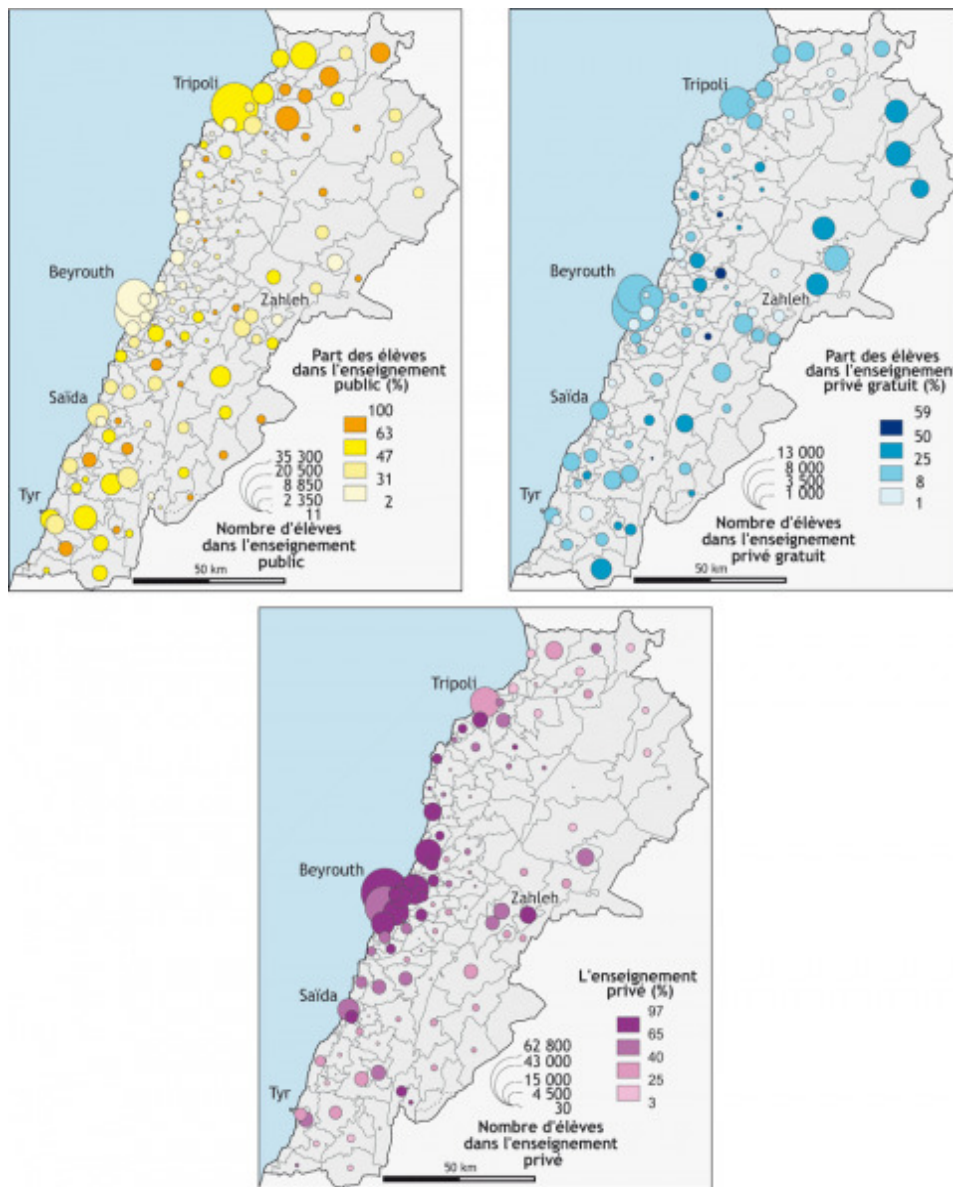 Tripoli
Beyrouth
Zahleh
Saïda
Tyr
Part des élèves
dans l'enseignement
public (%)
100
63
47
31
2
35 300
20 500
8 850
2 350
11
Nombre d'élèves
dans l'enseignement
public
50 km
Tripoli
Beyrouth
Zahleh
Saïda
Tyr
Part des élèves
dans l'enseignement
privé gratuit (%)
59
50
25
8
1
13 000
8 000
3 500
1 000
Nombre d'élèves
dans l'enseignement
privé gratuit
50 km
Tripoli
Beyrouth
Zahleh
Saïda
Tyr
L'enseignement
privé (%)
97
65
40
25
3
62 800
43 000
15 000
4 500
30
Nombre d'élèves
dans l'enseignement
privé
50 km